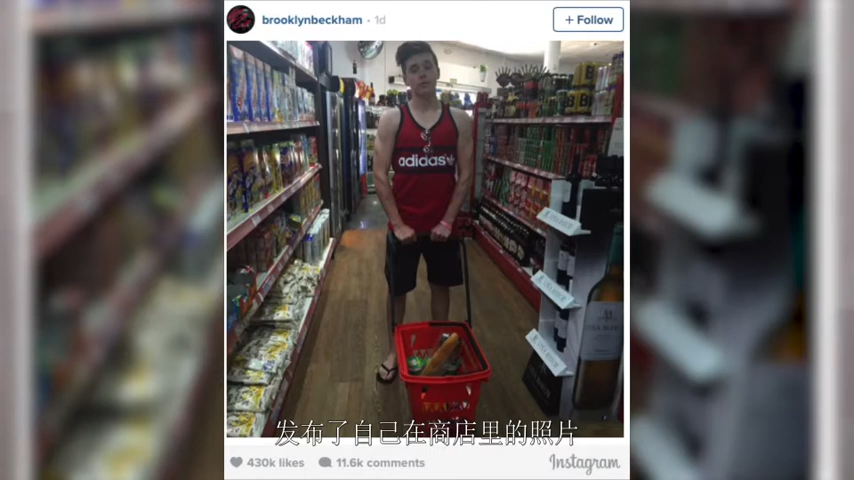 brooklynbeckham · 1d
+ Follow
adidas
发布了自己在商店里的照片
430k likes
11.6k comments
Instagram